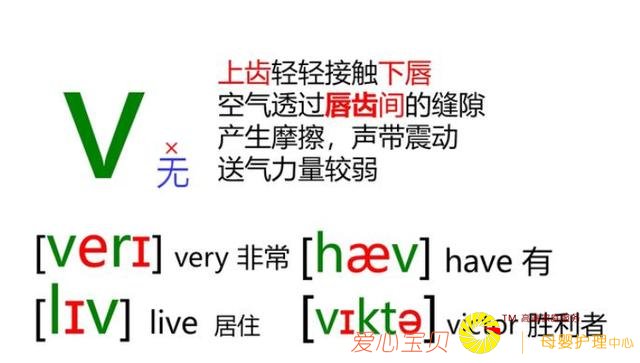 上齿轻轻接触下唇
空气透过唇齿间的缝隙
产生摩擦，声带震动
送气力量较弱
v
×
无
[verɪ] very 非常 [hæv] have 有
[lɪv] live 居住 [vɪktə] victor 胜利者
爱心宝贝 TM 母婴护理中心